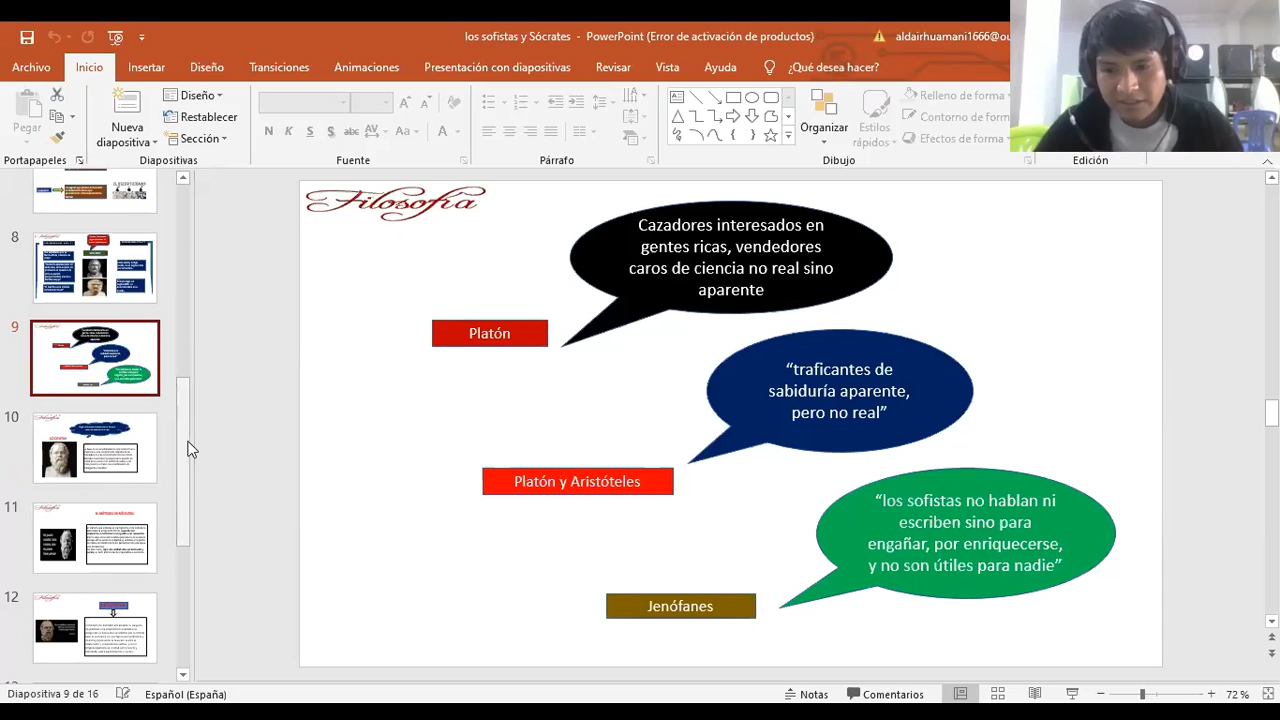 los sofistas y Sócrates - PowerPoint (Error de activación de productos)
aldairhuamani1666@ou
Archivo
Inicio
Insertar
Diseño
Transiciones
Animaciones
Presentación con diapositivas
Revisar
Vista
Ayuda
¿Qué desea hacer?
Pegar
Nueva
diapositiva
Diseño
Restablecer
Sección
N
K
S
S
abc
AV
Aa
A
Organizar
Estilos
rápidos
Relleno de forma
Contorno de forma
Efectos de forma
Portapapeles
Diapositivas
Fuente
Párrafo
Dibujo
Edición
8
9
10
11
12
Filosofía
Cazadores interesados en
gentes ricas, vendedores
caros de ciencia no real sino
aparente
Platón
“traficantes de
sabiduría aparente,
pero no real”
Platón y Aristóteles
“los sofistas no hablan ni
escriben sino para
engañar, por enriquecerse,
y no son útiles para nadie”
Jenófanes
Diapositiva 9 de 16
Español (España)
Notas
Comentarios
72 %